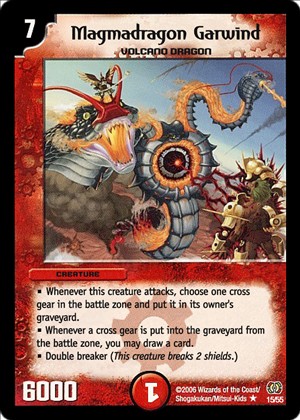 7
Magmadragon Garwind
VOLCANO DRAGON
CREATURE
■ Whenever this creature attacks, choose one cross
gear in the battle zone and put it in its owner's
graveyard.
■ Whenever a cross gear is put into the graveyard from
the battle zone, you may draw a card.
■ Double breaker (This creature breaks 2 shields.)
6000
1
©2006 Wizards of the Coast/
Shogakukan/Mitsui-Kids ★ 15/55